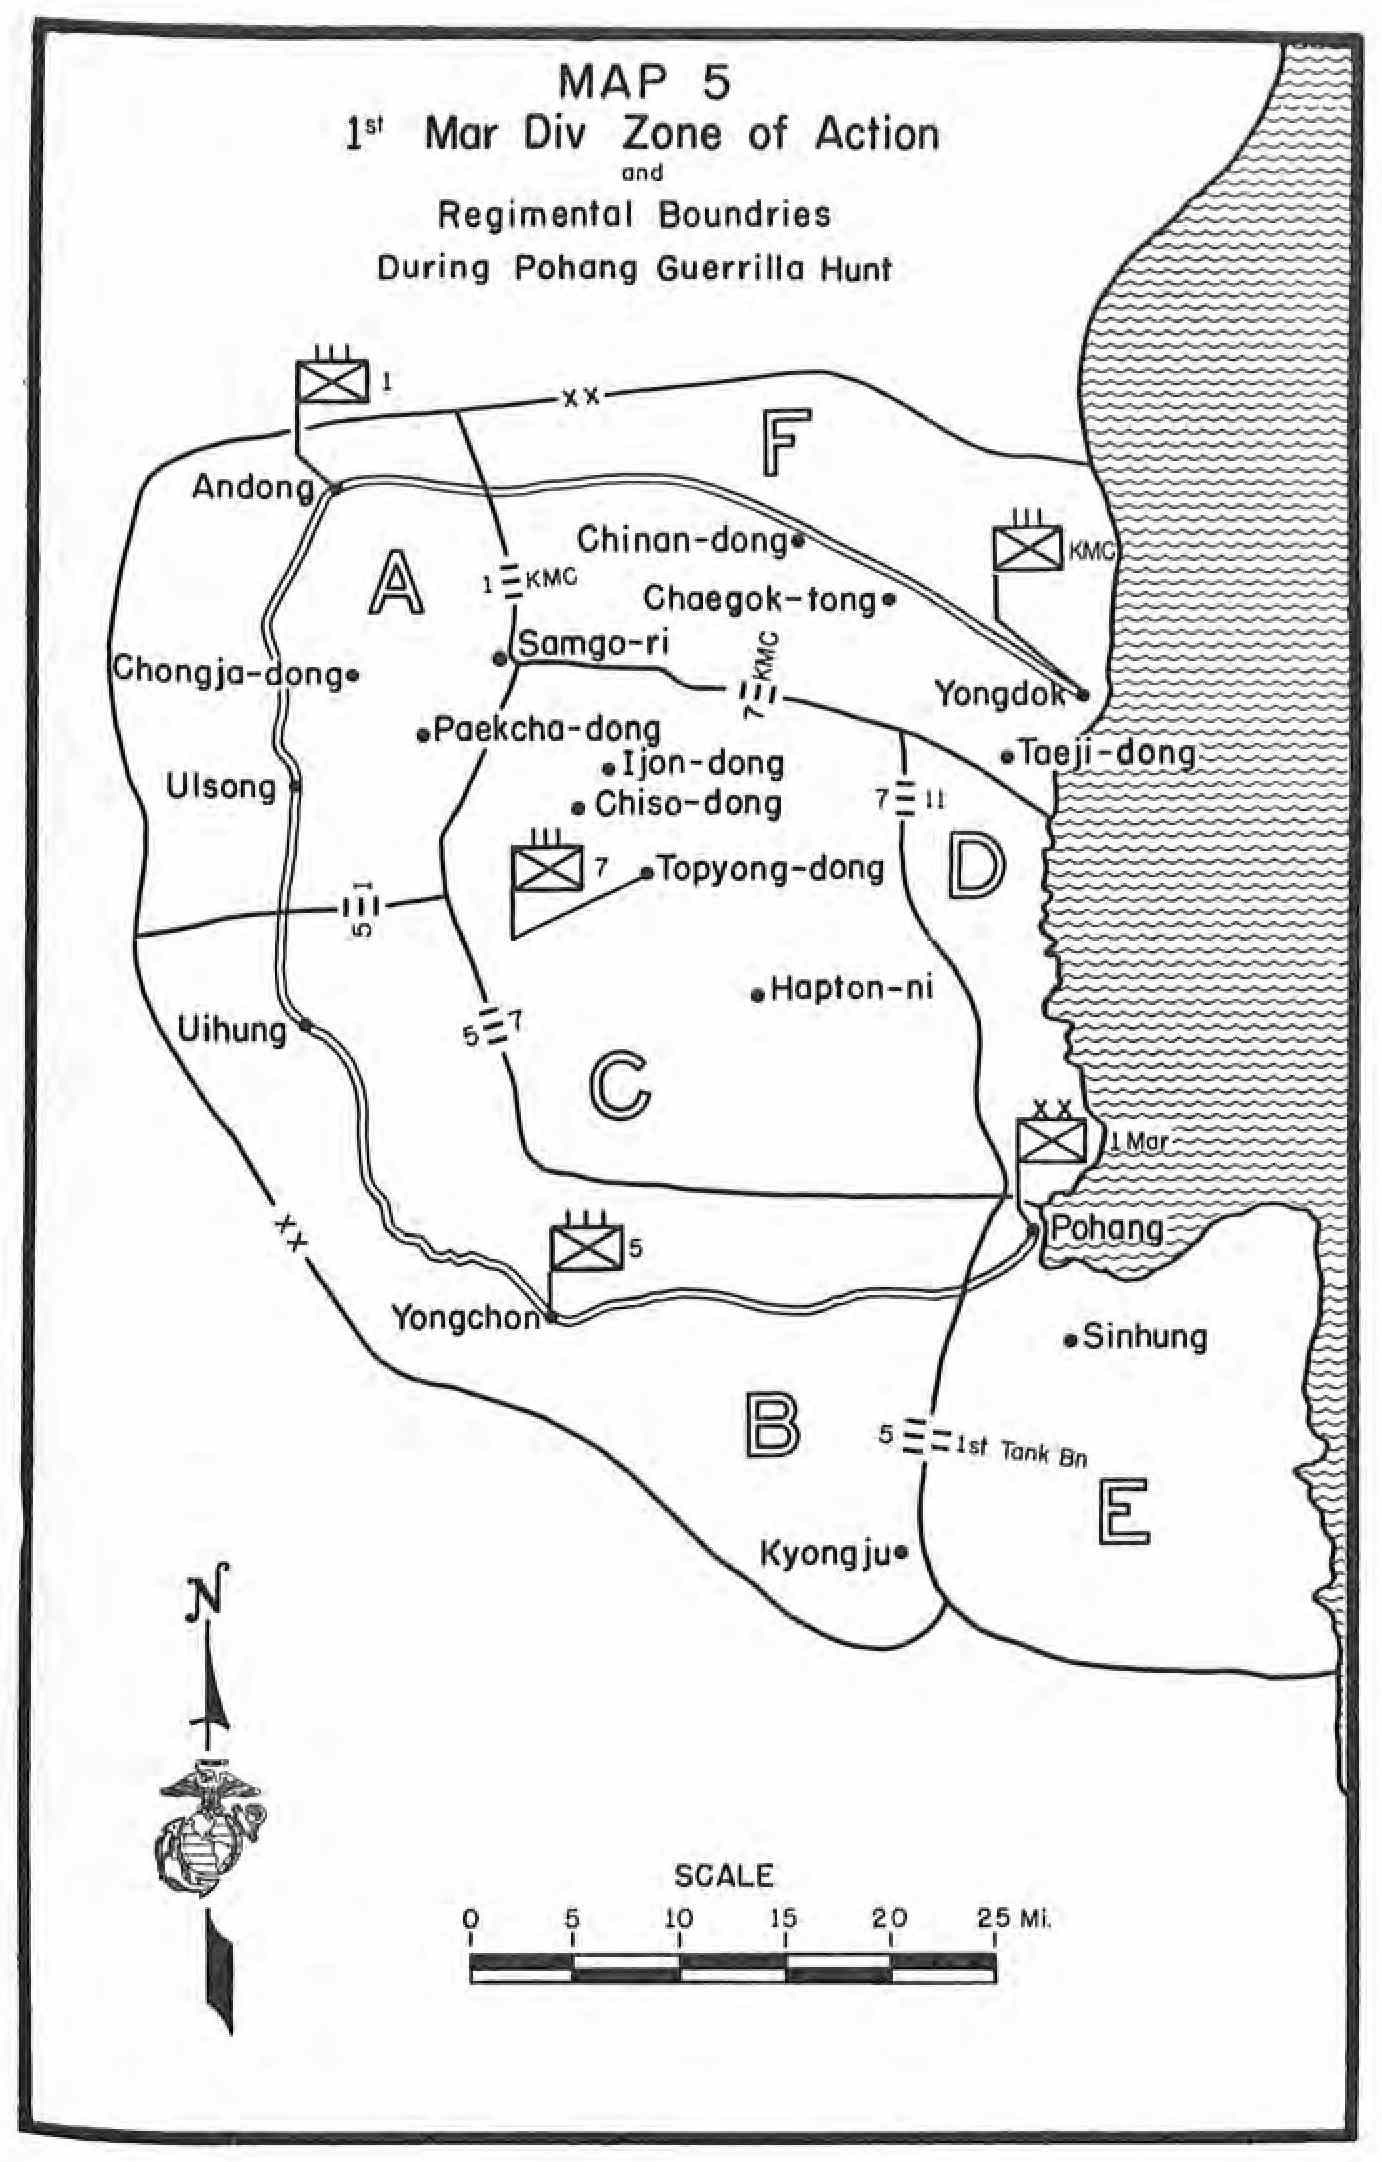 MAP 5
1st Mar Div Zone of Action
and
Regimental Boundries
During Pohang Guerrilla Hunt
1
XX
F
Andong
Chinan-dong
KMC
A
1 KMC
Chaegok-tong
Samgo-ri
KMC
7
Chongja-dong
Yongdok
Paekcha-dong
Taeji-dong
Ijon-dong
Ulsong
Chiso-dong
7 11
D
7
Topyong-dong
1
5
Hapton-ni
Uihung
5 7
C
XX
1 Mar
XX
Pohang
5
Yongchon
Sinhung
B
5 1st Tank Bn
E
Kyongju
N
SCALE
0 5 10 15 20 25 Mi.